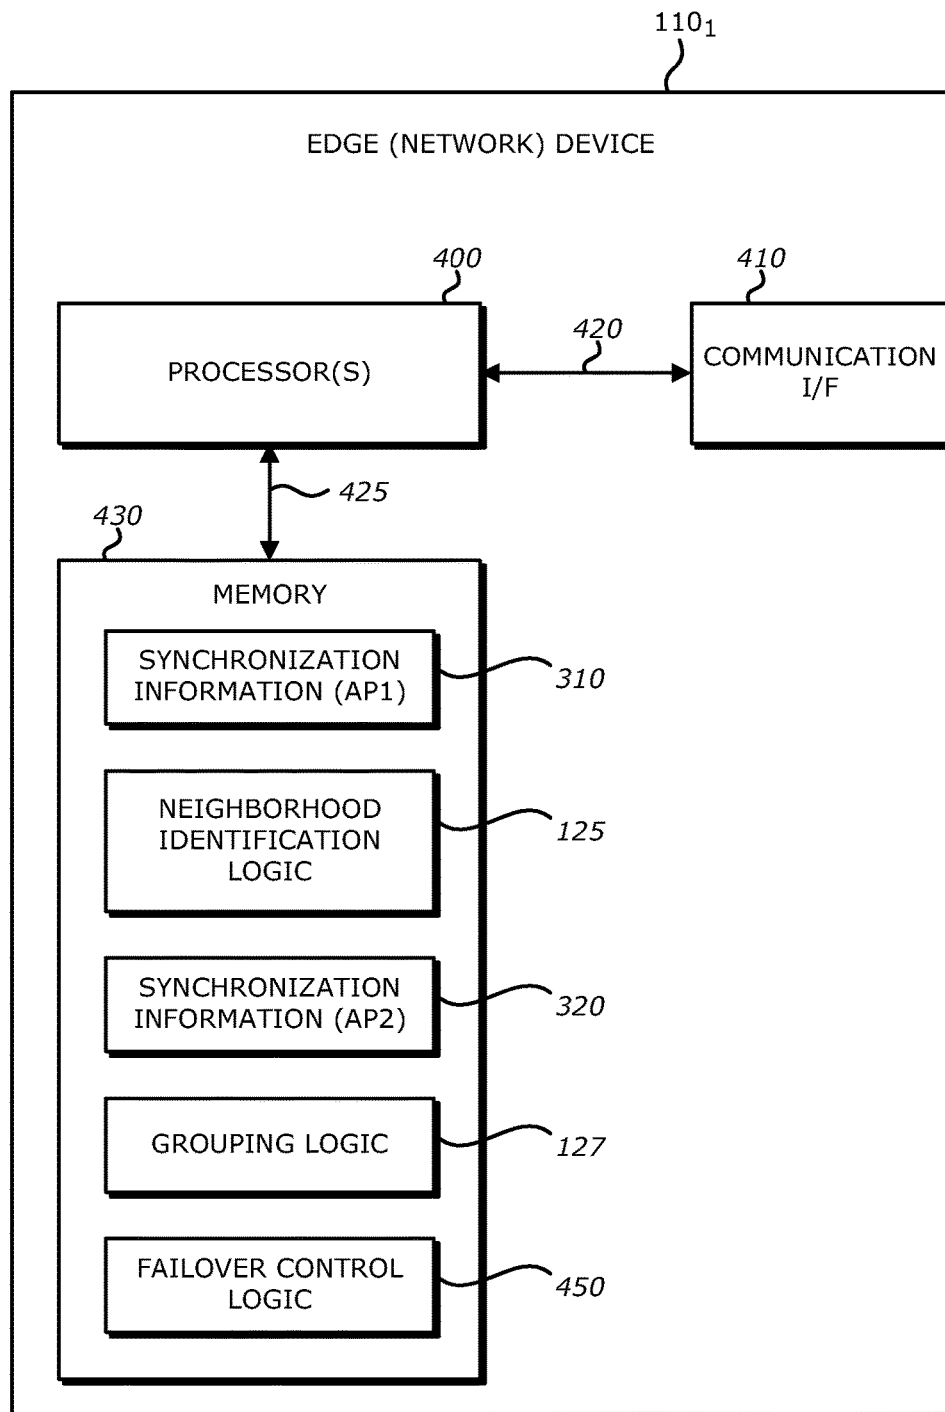 110₁
EDGE (NETWORK) DEVICE
400
410
PROCESSOR(S)
420
COMMUNICATION
I/F
425
430
MEMORY
SYNCHRONIZATION
INFORMATION (AP1)
310
NEIGHBORHOOD
IDENTIFICATION
LOGIC
125
SYNCHRONIZATION
INFORMATION (AP2)
320
GROUPING LOGIC
127
FAILOVER CONTROL
LOGIC
450